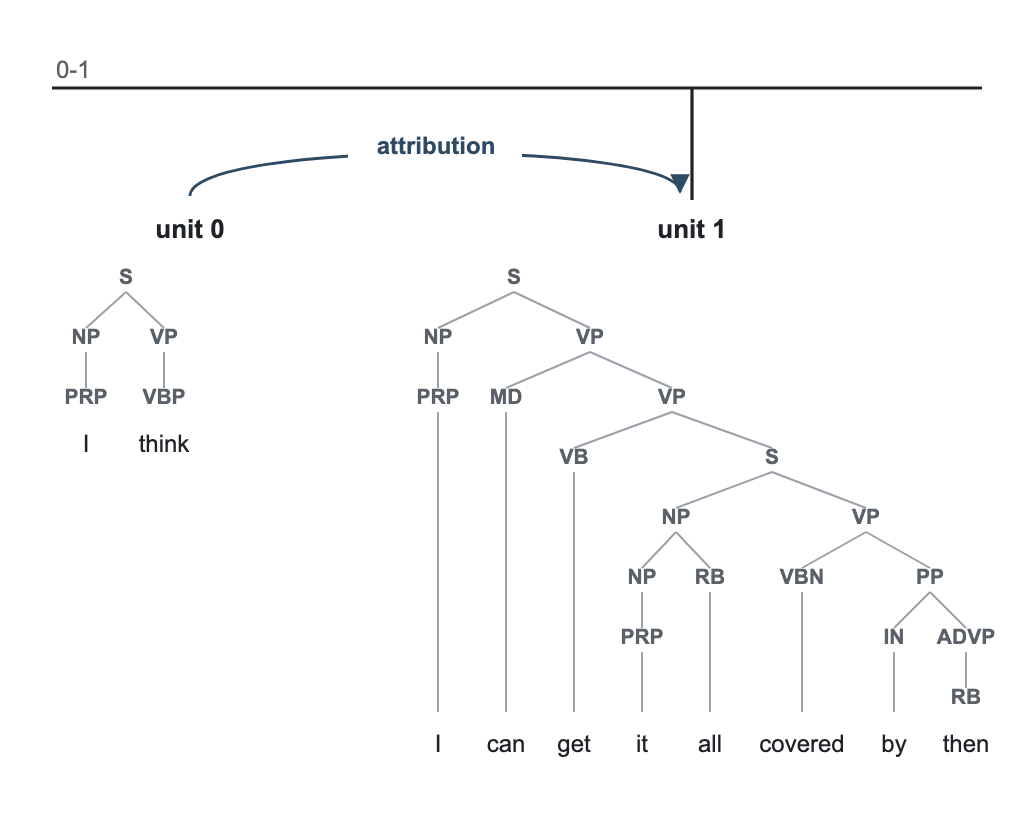 0-1
attribution
unit 0 unit 1
S S
NP VP NP VP
PRP VBP PRP MD VP
I think
VB S
NP VP
NP RB VBN PP
PRP IN ADVP
RB
I can get it all covered by then